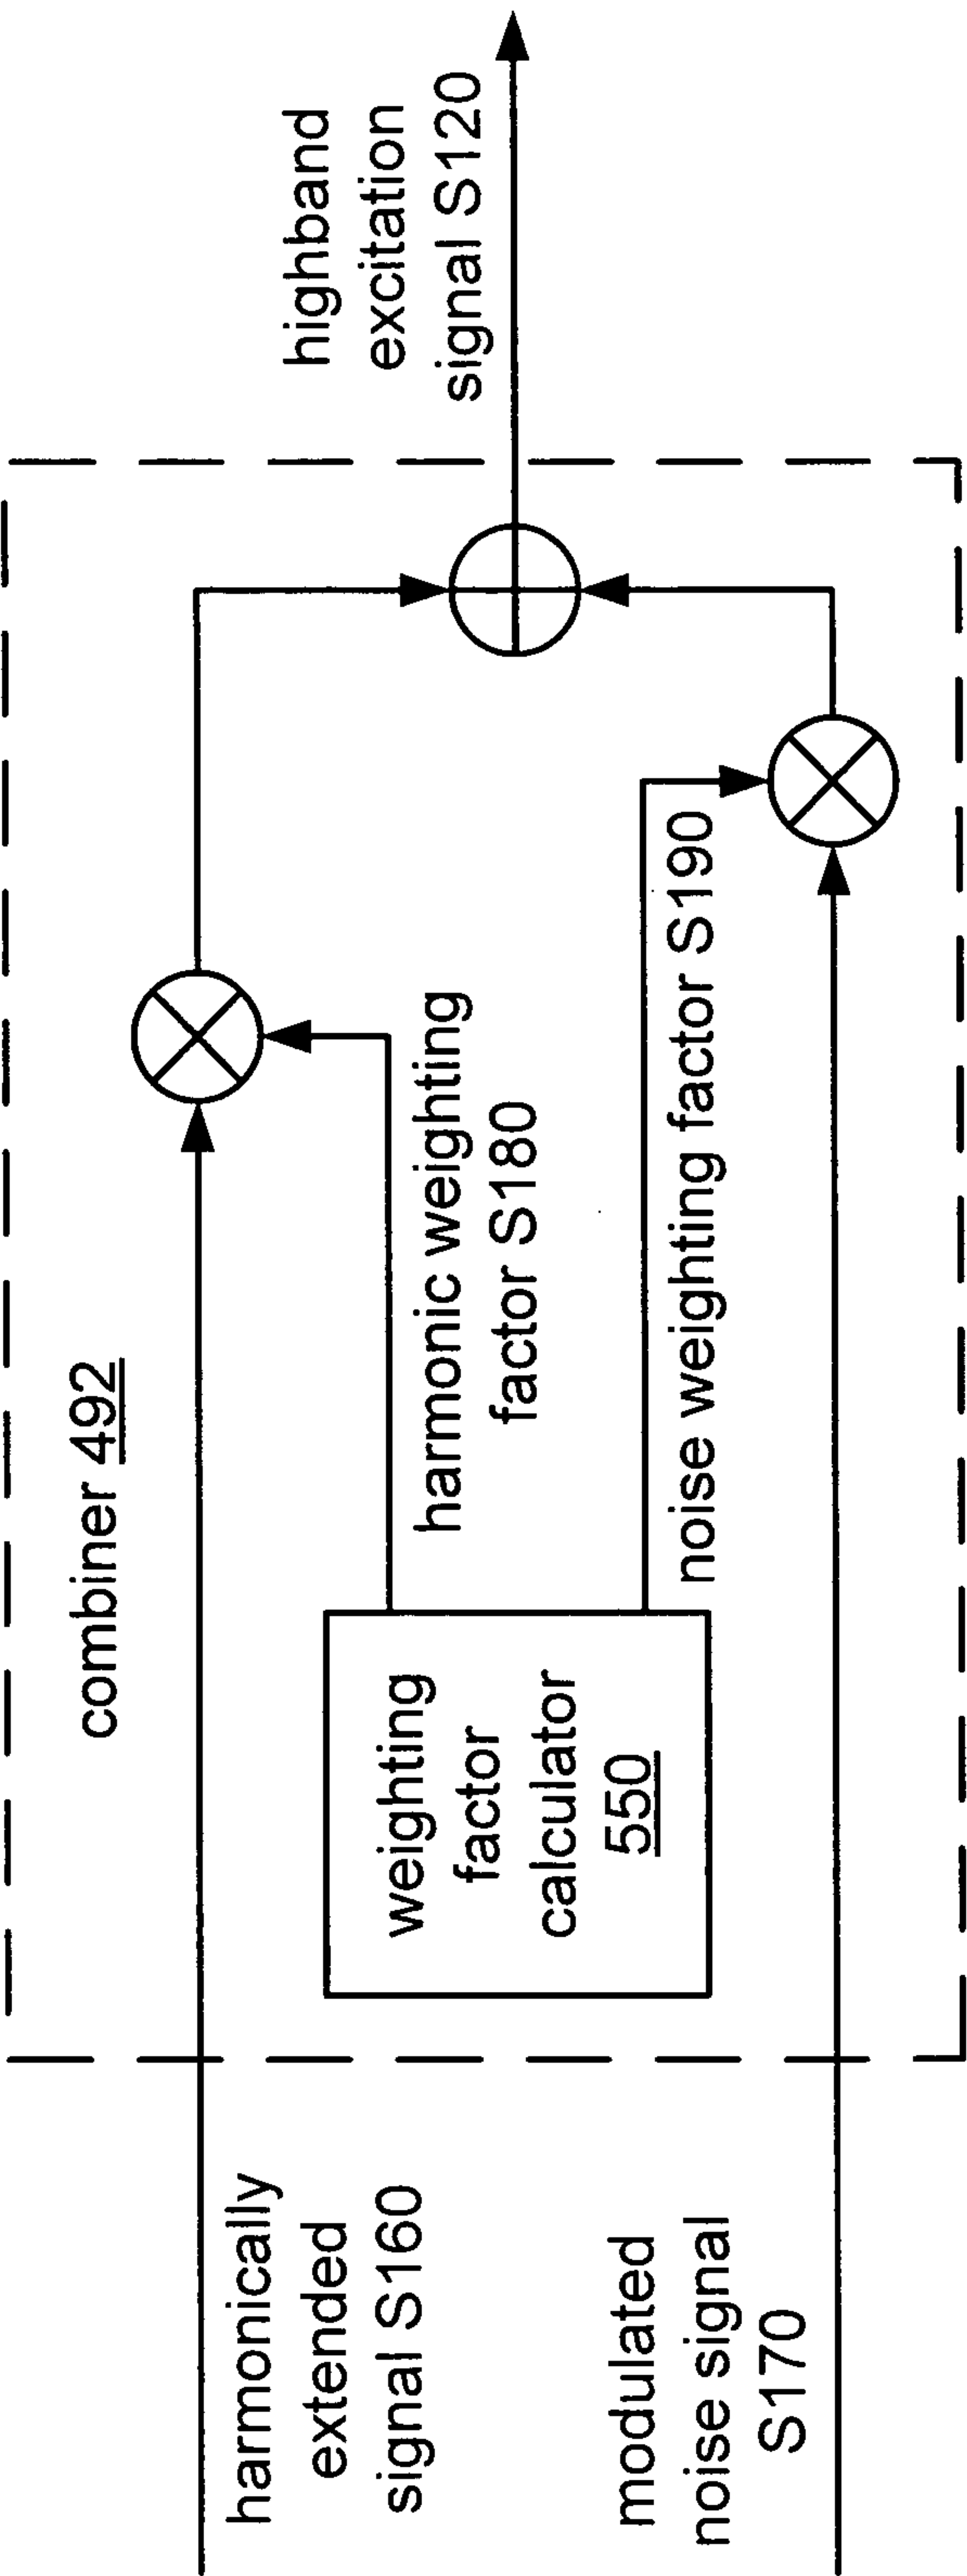 combiner 492
harmonically
extended
signal S160
modulated
noise signal
S170
weighting
factor
calculator
550
harmonic weighting
factor S180
noise weighting factor S190
highband
excitation
signal S120